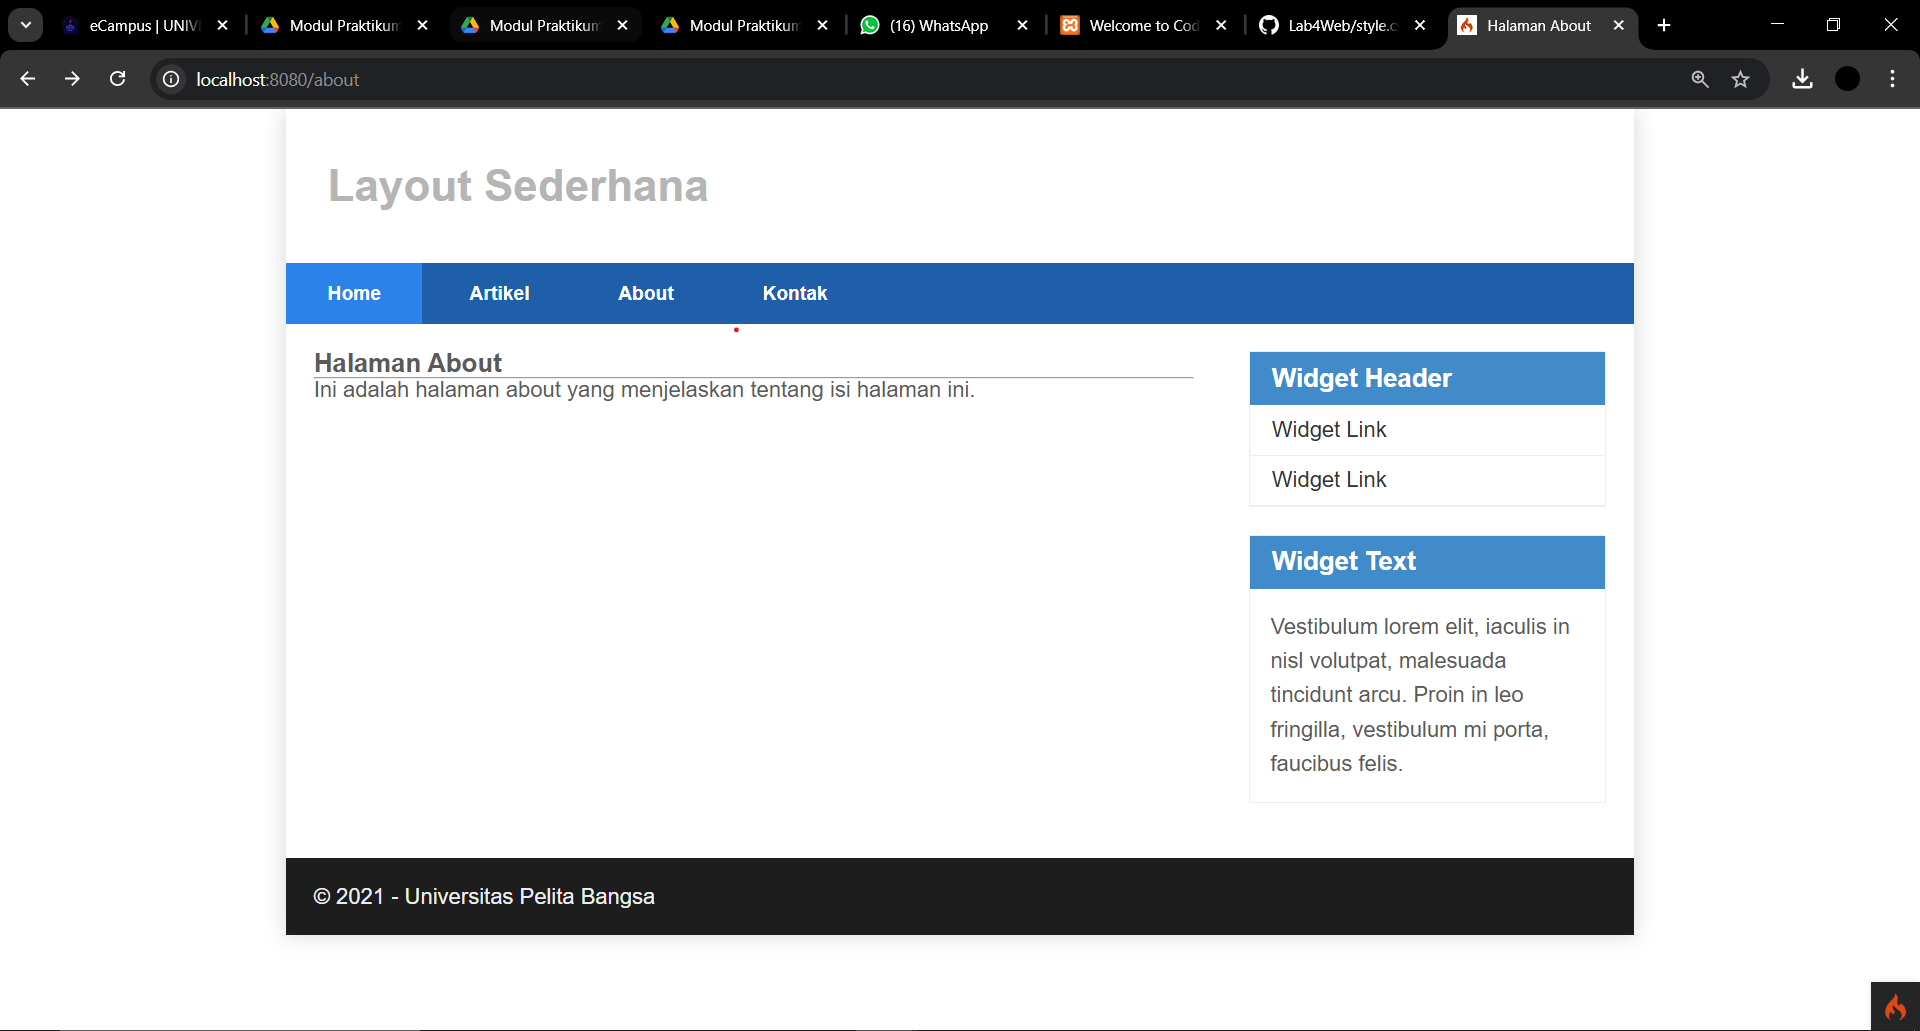 eCampus | UNIV
Modul Praktikum
Modul Praktikum
Modul Praktikum
(16) WhatsApp
Welcome to Cod
Lab4Web/style.c
Halaman About
localhost:8080/about
Layout Sederhana
Home
Artikel
About
Kontak
Halaman About
Ini adalah halaman about yang menjelaskan tentang isi halaman ini.
Widget Header
Widget Link
Widget Link
Widget Text
Vestibulum lorem elit, iaculis in
nisl volutpat, malesuada
tincidunt arcu. Proin in leo
fringilla, vestibulum mi porta,
faucibus felis.
© 2021 - Universitas Pelita Bangsa